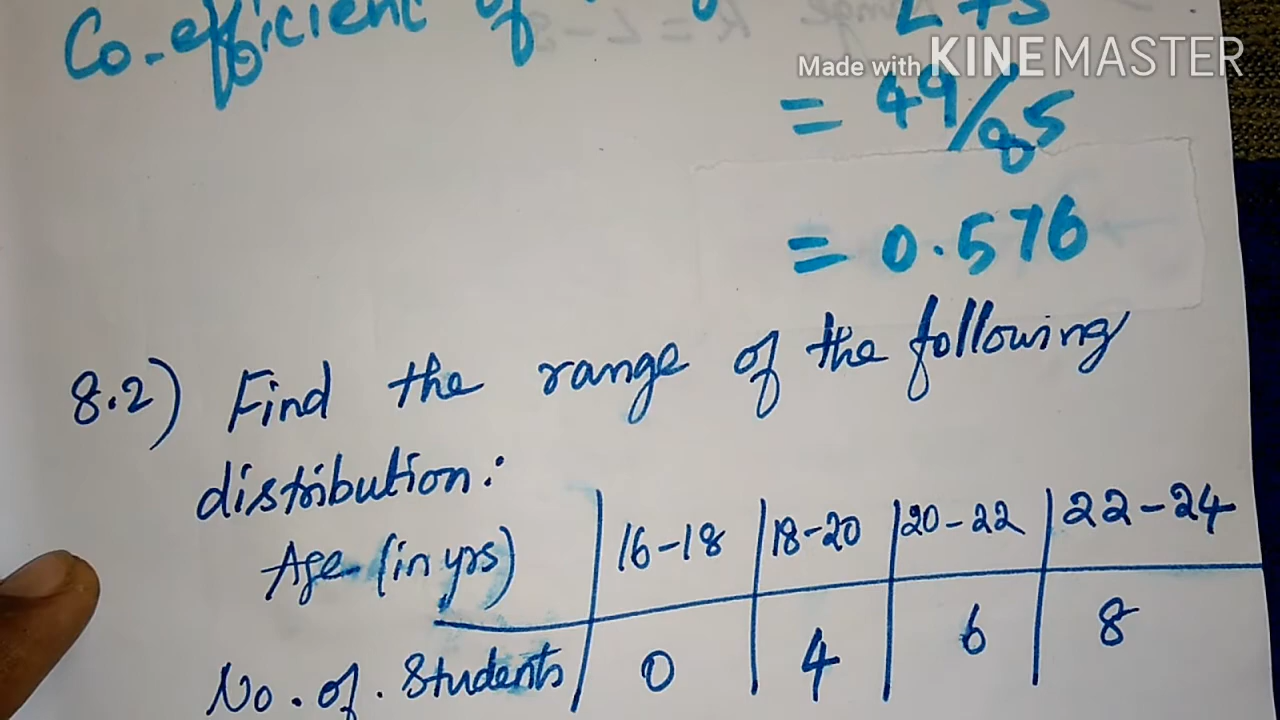 Co-efficient of
L+S
Made with KINEMASTER
= 49/85
= 0.576
8.2) Find the range of the following
distribution:
Age (in yrs) 16-18 18-20 20-22 22-24
No. of. Students 0 4 6 8